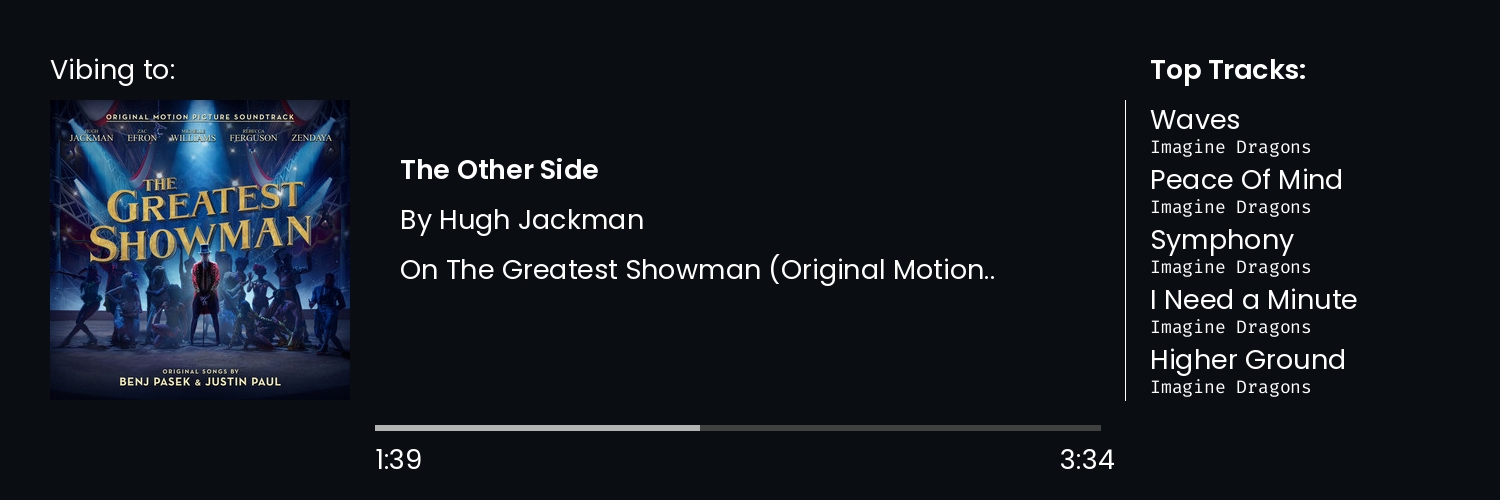 Vibing to:
ORIGINAL MOTION PICTURE SOUNDTRACK
HUGH JACKMAN
ZAC EFRON
MICHELLE WILLIAMS
REBECCA FERGUSON
ZENDAYA
THE
GREATEST
SHOWMAN
ORIGINAL SONGS BY
BENJ PASEK & JUSTIN PAUL
The Other Side
By Hugh Jackman
On The Greatest Showman (Original Motion..
1:39
3:34
Top Tracks:
Waves
Imagine Dragons
Peace Of Mind
Imagine Dragons
Symphony
Imagine Dragons
I Need a Minute
Imagine Dragons
Higher Ground
Imagine Dragons